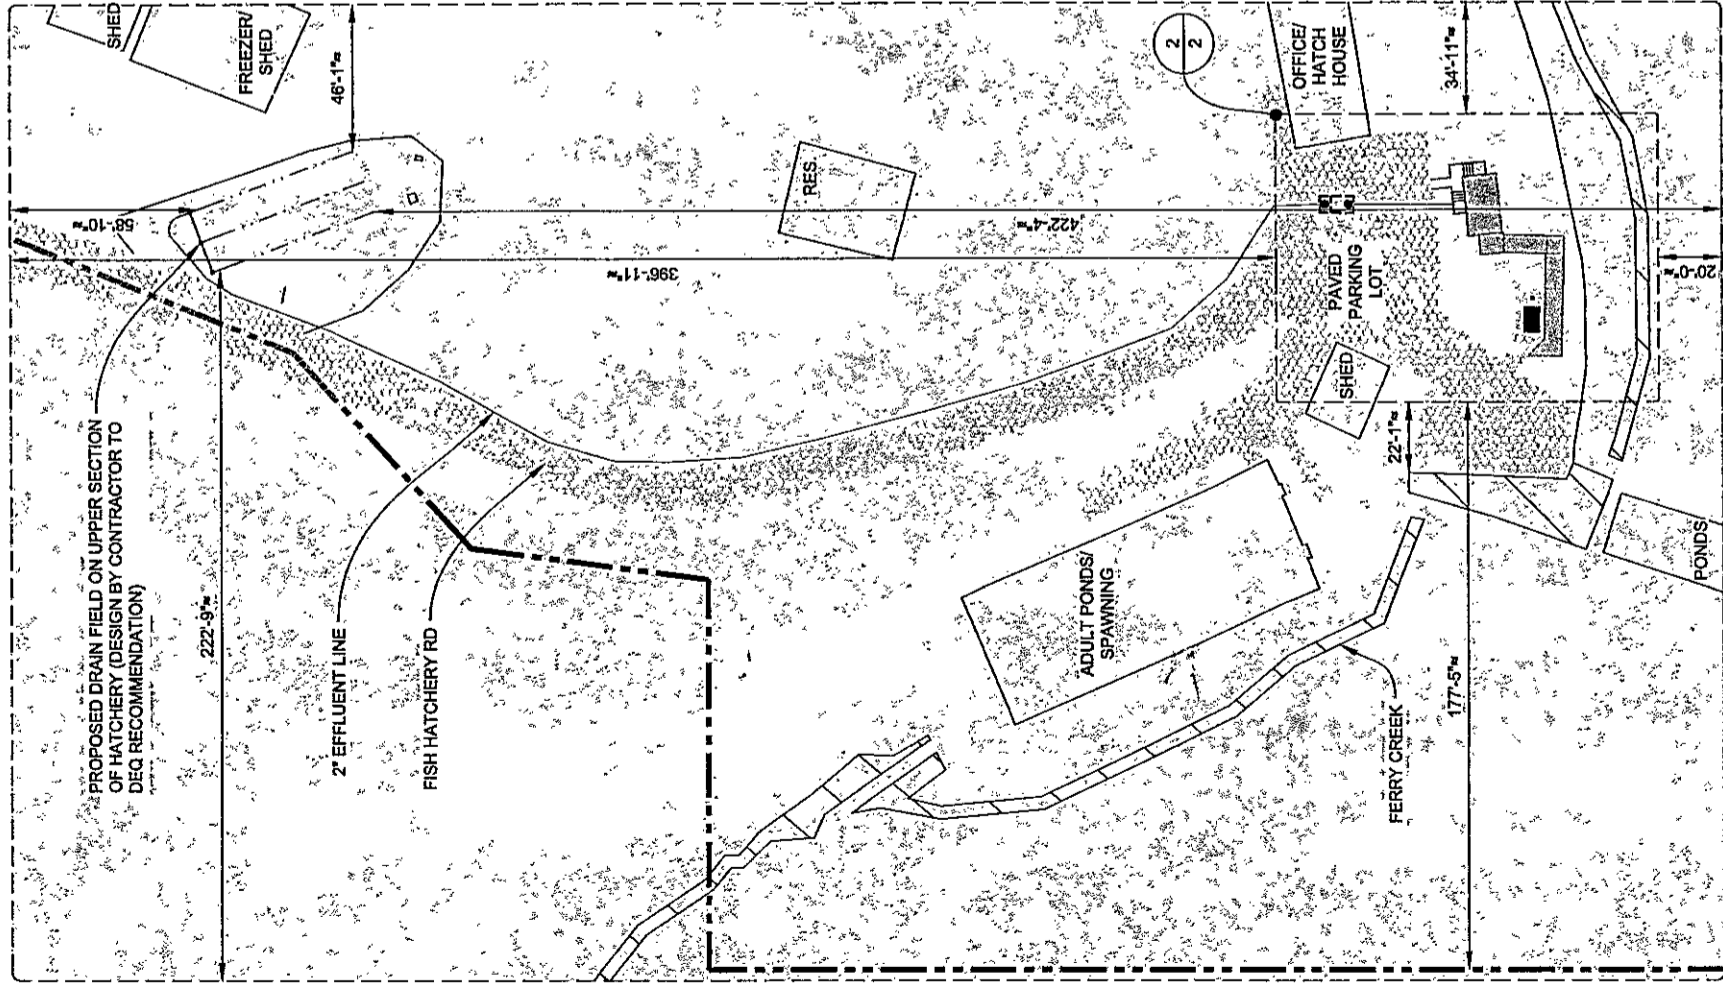 SHED
FREEZER/
SHED
46'-1"≈
58'-10"≈
PROPOSED DRAIN FIELD ON UPPER SECTION
OF HATCHERY (DESIGN BY CONTRACTOR TO
DEQ RECOMMENDATION)
222'-9"≈
2" EFFLUENT LINE
FISH HATCHERY RD
396'-11"≈
422'-4"≈
RES.
2
2
OFFICE/
HATCH
HOUSE
34'-11"≈
PAVED
PARKING
LOT
SHED
20'-0"≈
22'-1"≈
ADULT PONDS/
SPAWNING
FERRY CREEK
177'-5"≈
PONDS